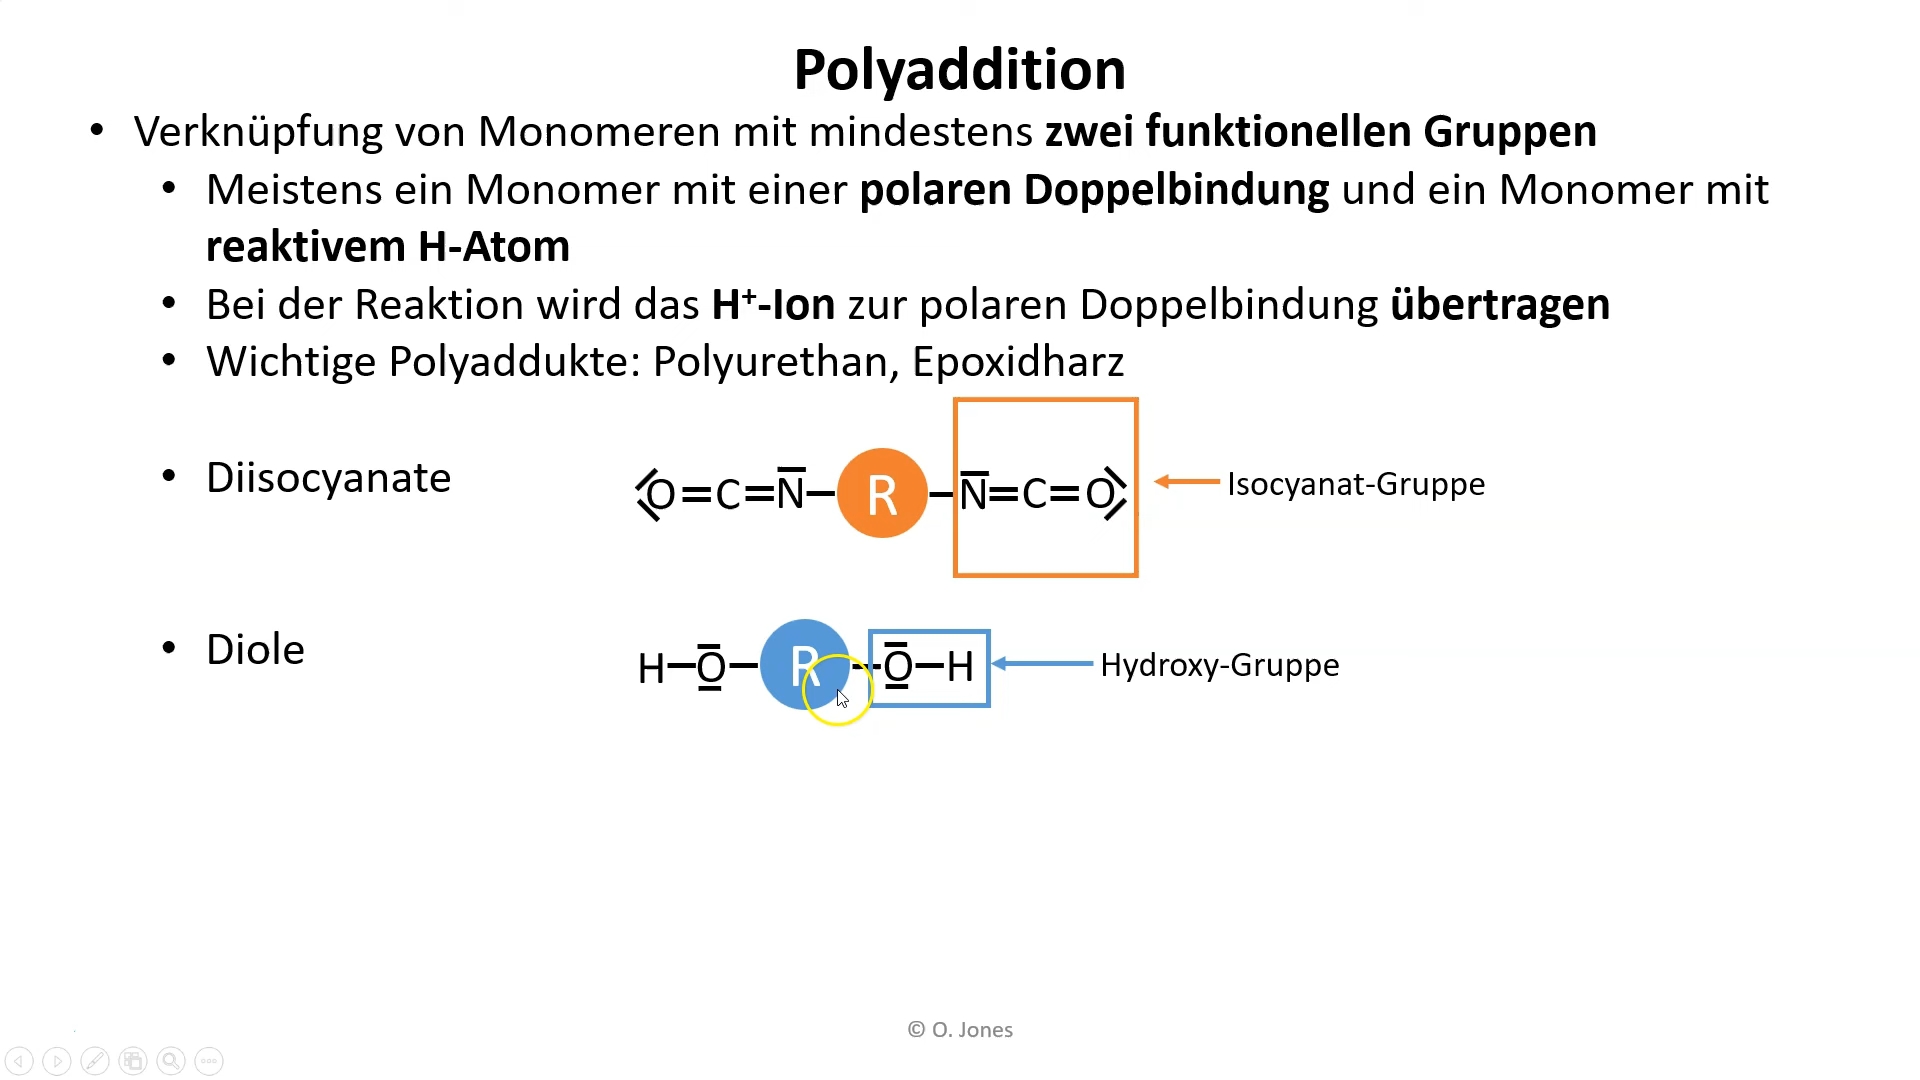 Polyaddition
• Verknüpfung von Monomeren mit mindestens zwei funktionellen Gruppen
• Meistens ein Monomer mit einer polaren Doppelbindung und ein Monomer mit
reaktivem H-Atom
• Bei der Reaktion wird das H⁺-Ion zur polaren Doppelbindung übertragen
• Wichtige Polyaddukte: Polyurethan, Epoxidharz
• Diisocyanate O=C=N–R–N=C=O Isocyanat-Gruppe
• Diole H–O–R–O–H Hydroxy-Gruppe
© O. Jones